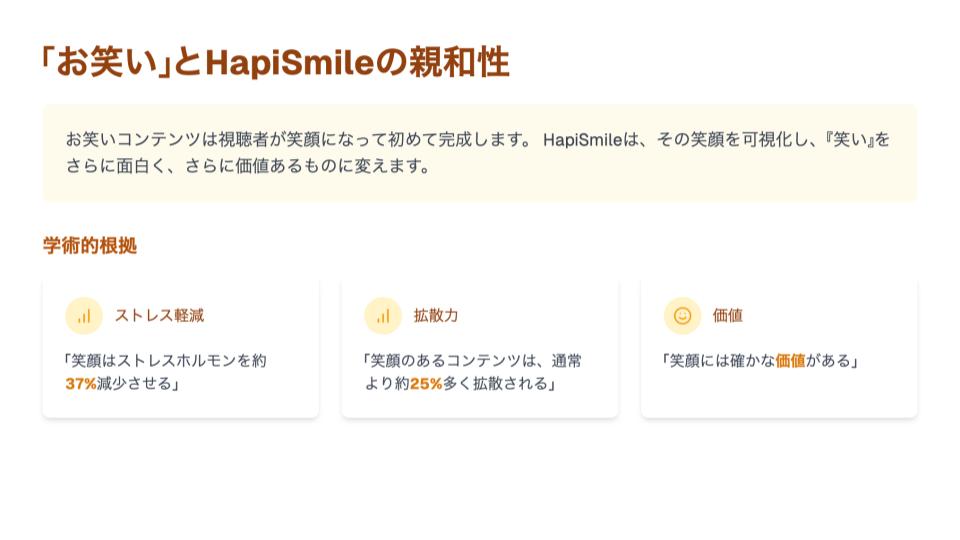 「お笑い」とHapiSmileの親和性
お笑いコンテンツは視聴者が笑顔になって初めて完成します。 HapiSmileは、その笑顔を可視化し、『笑い』を
さらに面白く、さらに価値あるものに変えます。
学術的根拠
ストレス軽減
「笑顔はストレスホルモンを約
37%減少させる」
拡散力
「笑顔のあるコンテンツは、通常
より約25%多く拡散される」
価値
「笑顔には確かな価値がある」